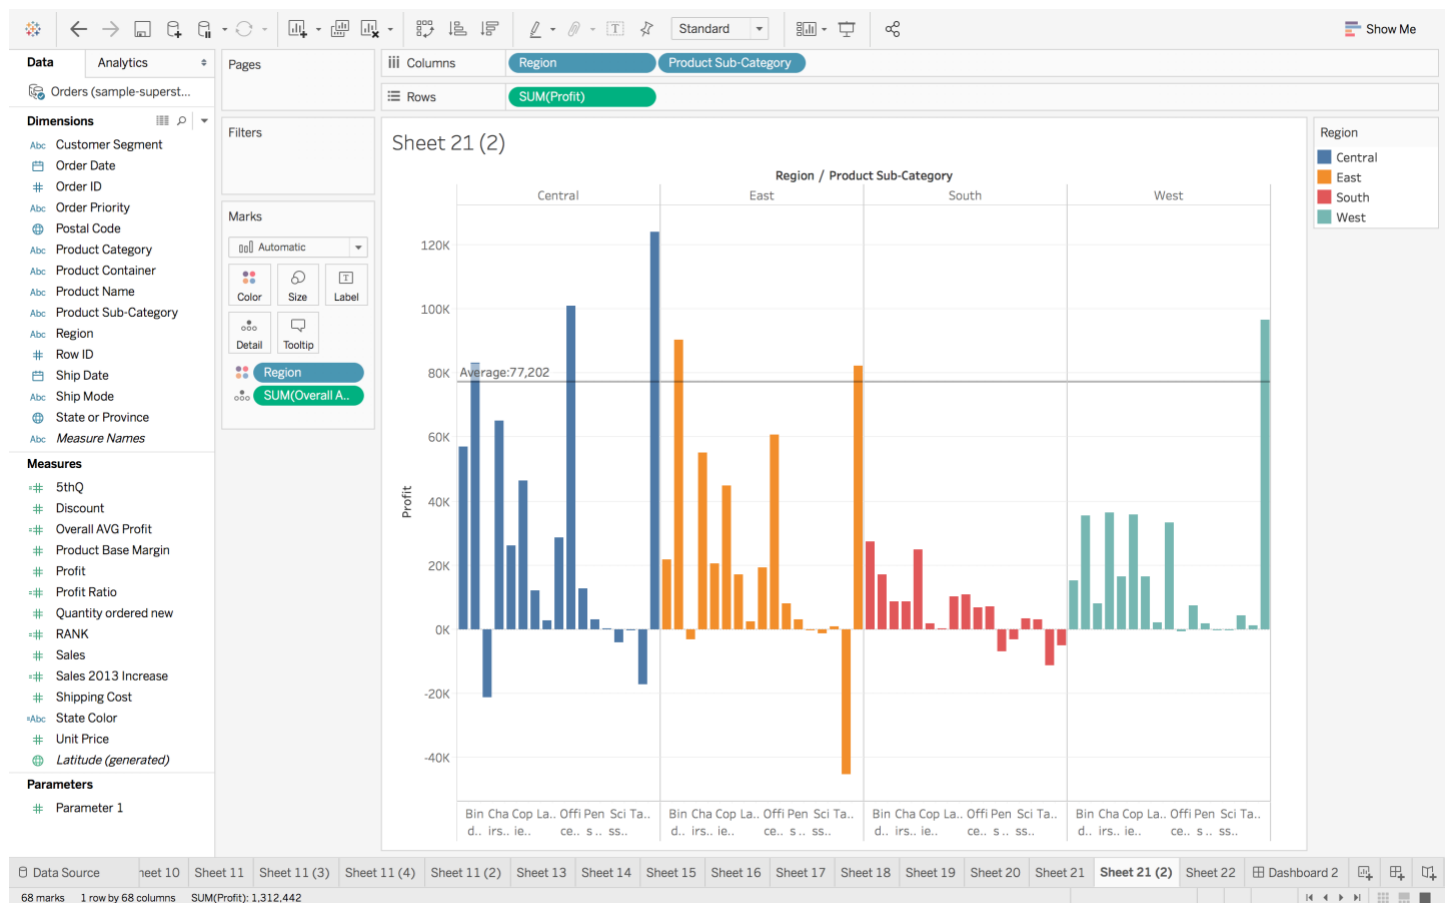 Standard
Show Me
Data
Analytics
Orders (sample-superst...
Dimensions
Abc Customer Segment
Order Date
# Order ID
Abc Order Priority
Postal Code
Abc Product Category
Abc Product Container
Abc Product Name
Abc Product Sub-Category
Abc Region
# Row ID
Ship Date
Abc Ship Mode
State or Province
Abc Measure Names
Measures
=# 5thQ
# Discount
=# Overall AVG Profit
# Product Base Margin
# Profit
=# Profit Ratio
# Quantity ordered new
=# RANK
# Sales
=# Sales 2013 Increase
# Shipping Cost
=Abc State Color
# Unit Price
Latitude (generated)
Parameters
# Parameter 1
Pages
Filters
Marks
Automatic
Color Size Label
Detail Tooltip
Region
SUM(Overall A..
Columns Region Product Sub-Category
Rows SUM(Profit)
Sheet 21 (2)
Region / Product Sub-Category
Central East South West
120K
100K
80K
60K
40K
20K
0K
-20K
-40K
Profit
Average:77,202
Bin Cha Cop La.. Offi Pen Sci Ta.. Bin Cha Cop La.. Offi Pen Sci Ta.. Bin Cha Cop La.. Offi Pen Sci Ta.. Bin Cha Cop La.. Offi Pen Sci Ta..
d.. irs.. ie.. ce.. s .. ss.. d.. irs.. ie.. ce.. s .. ss.. d.. irs.. ie.. ce.. s .. ss.. d.. irs.. ie.. ce.. s .. ss..
Region
Central
East
South
West
Data Source heet 10 Sheet 11 Sheet 11 (3) Sheet 11 (4) Sheet 11 (2) Sheet 13 Sheet 14 Sheet 15 Sheet 16 Sheet 17 Sheet 18 Sheet 19 Sheet 20 Sheet 21 Sheet 21 (2) Sheet 22 Dashboard 2
68 marks 1 row by 68 columns SUM(Profit): 1,312,442